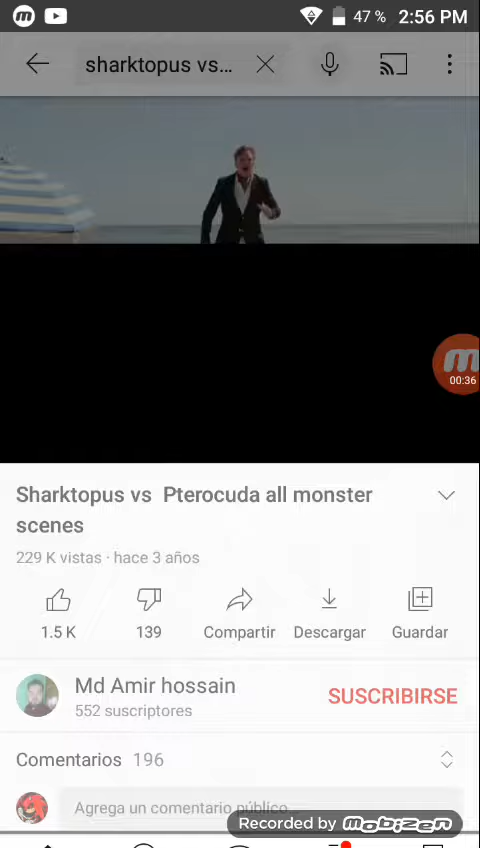 47 % 2:56 PM
sharktopus vs...
00:36
Sharktopus vs Pterocuda all monster
scenes
229 K vistas · hace 3 años
1.5 K 139 Compartir Descargar Guardar
Md Amir hossain
SUSCRIBIRSE
552 suscriptores
Comentarios 196
Agrega un comentario público...
Recorded by mobizen